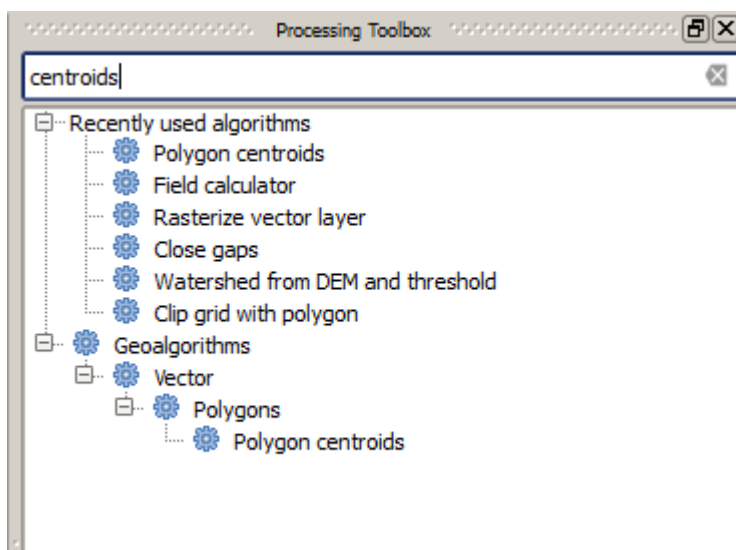 Processing Toolbox
centroids
Recently used algorithms
Polygon centroids
Field calculator
Rasterize vector layer
Close gaps
Watershed from DEM and threshold
Clip grid with polygon
Geoalgorithms
Vector
Polygons
Polygon centroids